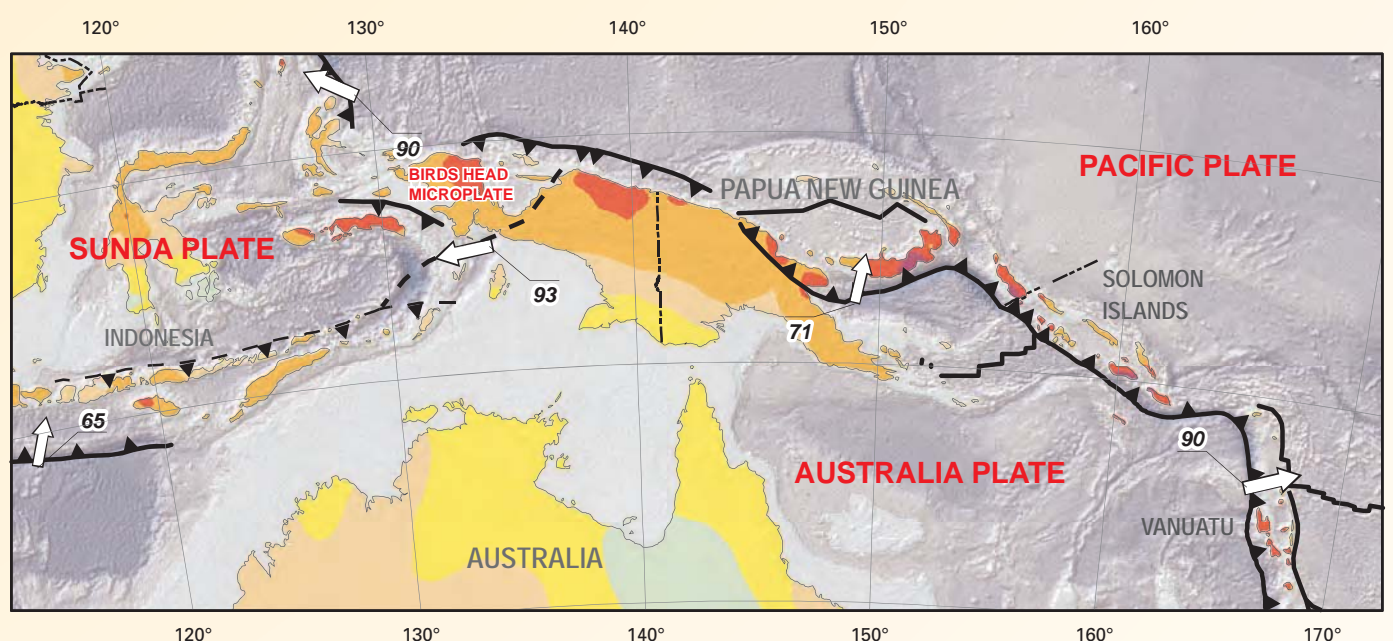 120° 130° 140° 150° 160°
90
BIRDS HEAD
MICROPLATE
PACIFIC PLATE
PAPUA NEW GUINEA
SUNDA PLATE
93
SOLOMON
ISLANDS
INDONESIA
71
65
90
AUSTRALIA PLATE
VANUATU
AUSTRALIA
120° 130° 140° 150° 160° 170°